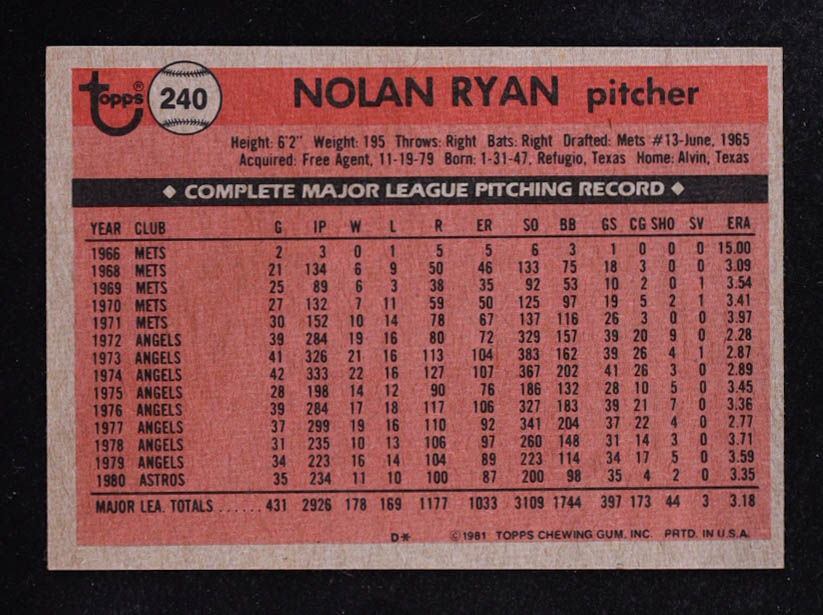 topps® 240 NOLAN RYAN pitcher
Height: 6'2" Weight: 195 Throws: Right Bats: Right Drafted: Mets #13-June, 1965
Acquired: Free Agent, 11-19-79 Born: 1-31-47, Refugio, Texas Home: Alvin, Texas
◆ COMPLETE MAJOR LEAGUE PITCHING RECORD ◆
YEAR CLUB G IP W L R ER SO BB GS CG SHO SV ERA
1966 METS 2 3 0 1 5 5 6 3 1 0 0 0 15.00
1968 METS 21 134 6 9 50 46 133 75 18 3 0 0 3.09
1969 METS 25 89 6 3 38 35 92 53 10 2 0 1 3.54
1970 METS 27 132 7 11 59 50 125 97 19 5 2 1 3.41
1971 METS 30 152 10 14 78 67 137 116 26 3 0 0 3.97
1972 ANGELS 39 284 19 16 80 72 329 157 39 20 9 0 2.28
1973 ANGELS 41 326 21 16 113 104 383 162 39 26 4 1 2.87
1974 ANGELS 42 333 22 16 127 107 367 202 41 26 3 0 2.89
1975 ANGELS 28 198 14 12 90 76 186 132 28 10 5 0 3.45
1976 ANGELS 39 284 17 18 117 106 327 183 39 21 7 0 3.36
1977 ANGELS 37 299 19 16 110 92 341 204 37 22 4 0 2.77
1978 ANGELS 31 235 10 13 106 97 260 148 31 14 3 0 3.71
1979 ANGELS 34 223 16 14 104 89 223 114 34 17 5 0 3.59
1980 ASTROS 35 234 11 10 100 87 200 98 35 4 2 0 3.35
MAJOR LEA. TOTALS ...... 431 2926 178 169 1177 1033 3109 1744 397 173 44 3 3.18
D* ©1981 TOPPS CHEWING GUM, INC. PRTD. IN U.S.A.